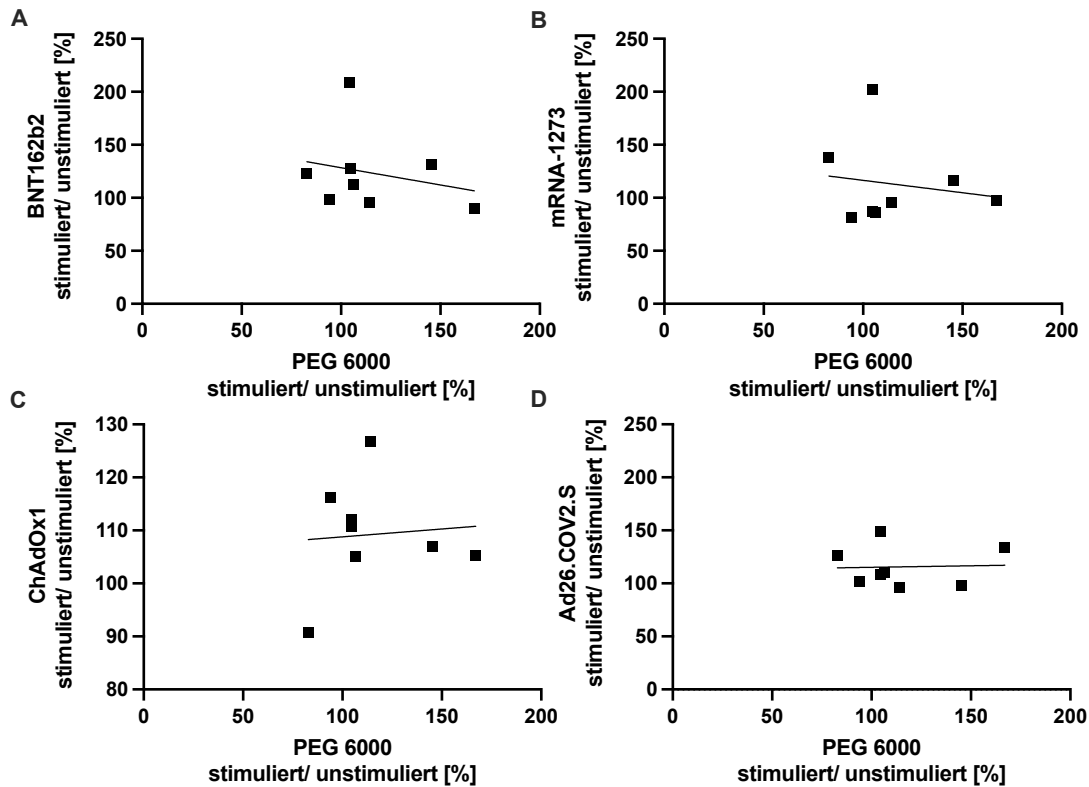 A
BNT162b2
stimuliert/ unstimuliert [%]
250
200
150
100
50
0
0 50 100 150 200
PEG 6000
stimuliert/ unstimuliert [%]
B
mRNA-1273
stimuliert/ unstimuliert [%]
250
200
150
100
50
0
0 50 100 150 200
PEG 6000
stimuliert/ unstimuliert [%]
C
ChAdOx1
stimuliert/ unstimuliert [%]
130
120
110
100
90
80
0 50 100 150 200
PEG 6000
stimuliert/ unstimuliert [%]
D
Ad26.COV2.S
stimuliert/ unstimuliert [%]
250
200
150
100
50
0
0 50 100 150 200
PEG 6000
stimuliert/ unstimuliert [%]